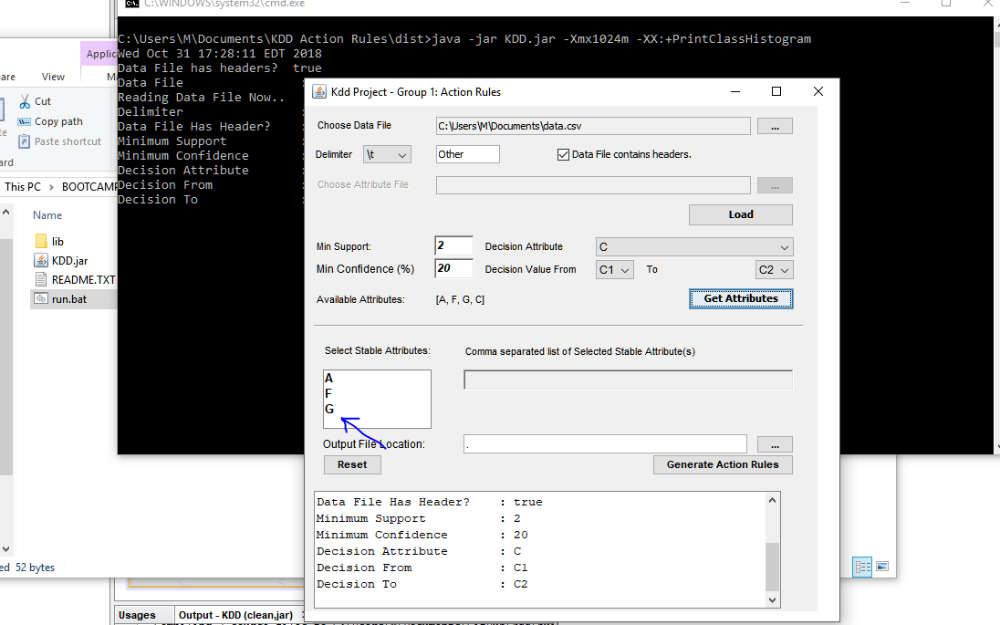 C:\WINDOWS\system32\cmd.exe
C:\Users\M\Documents\KDD Action Rules\dist>java -jar KDD.jar -Xmx1024m -XX:+PrintClassHistogram
Wed Oct 31 17:28:11 EDT 2018
Data File has headers? true
Data File :
Reading Data File Now..
Delimiter :
Data File Has Header? :
Minimum Support :
Minimum Confidence :
Decision Attribute :
Decision From :
Decision To :
Applic
are View M
Cut
Copy path
Paste shortcut
ard
This PC > BOOTCAMP
Name
lib
KDD.jar
README.TXT
run.bat
ed 52 bytes
Kdd Project - Group 1: Action Rules
Choose Data File C:\Users\M\Documents\data.csv ...
Delimiter \t Other Data File contains headers.
Choose Attribute File ...
Load
Min Support: 2 Decision Attribute C
Min Confidence (%) 20 Decision Value From C1 To C2
Available Attributes: [A, F, G, C] Get Attributes
Select Stable Attributes: Comma separated list of Selected Stable Attribute(s)
A
F
G
Output File Location: . ...
Reset Generate Action Rules
Data File Has Header? : true
Minimum Support : 2
Minimum Confidence : 20
Decision Attribute : C
Decision From : C1
Decision To : C2
Usages Output - KDD (clean,jar)